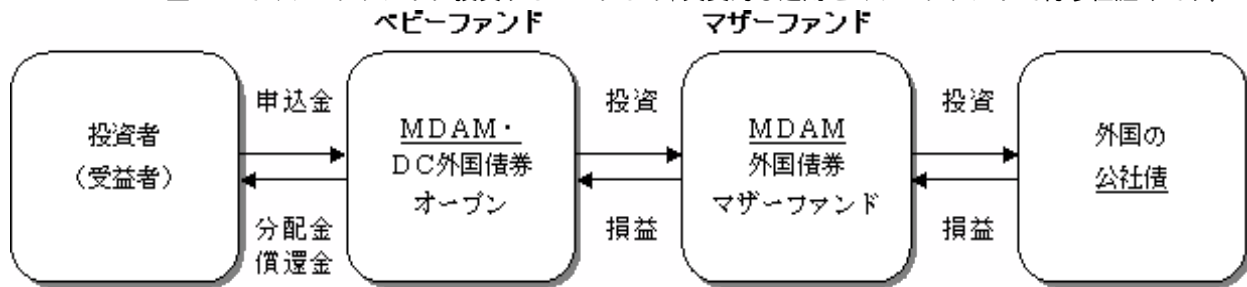 ベビーファンド
マザーファンド
投資者
(受益者)
申込金
分配金
償還金
MDAM・
DC外国債券
オープン
投資
損益
MDAM
外国債券
マザーファンド
投資
損益
外国の
公社債